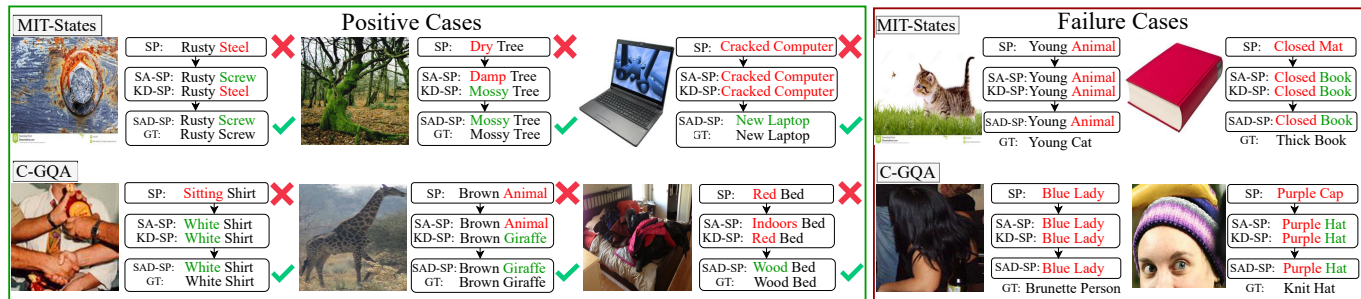 Positive Cases
MIT-States
SP: Rusty Steel
SA-SP: Rusty Screw
KD-SP: Rusty Steel
SAD-SP: Rusty Screw
GT: Rusty Screw
SP: Dry Tree
SA-SP: Damp Tree
KD-SP: Mossy Tree
SAD-SP: Mossy Tree
GT: Mossy Tree
SP: Cracked Computer
SA-SP: Cracked Computer
KD-SP: Cracked Computer
SAD-SP: New Laptop
GT: New Laptop
C-GQA
SP: Sitting Shirt
SA-SP: White Shirt
KD-SP: White Shirt
SAD-SP: White Shirt
GT: White Shirt
SP: Brown Animal
SA-SP: Brown Animal
KD-SP: Brown Giraffe
SAD-SP: Brown Giraffe
GT: Brown Giraffe
SP: Red Bed
SA-SP: Indoors Bed
KD-SP: Red Bed
SAD-SP: Wood Bed
GT: Wood Bed
Failure Cases
MIT-States
SP: Young Animal
SA-SP: Young Animal
KD-SP: Young Animal
SAD-SP: Young Animal
GT: Young Cat
SP: Closed Mat
SA-SP: Closed Book
KD-SP: Closed Book
SAD-SP: Closed Book
GT: Thick Book
C-GQA
SP: Blue Lady
SA-SP: Blue Lady
KD-SP: Blue Lady
SAD-SP: Blue Lady
GT: Brunette Person
SP: Purple Cap
SA-SP: Purple Hat
KD-SP: Purple Hat
SAD-SP: Purple Hat
GT: Knit Hat